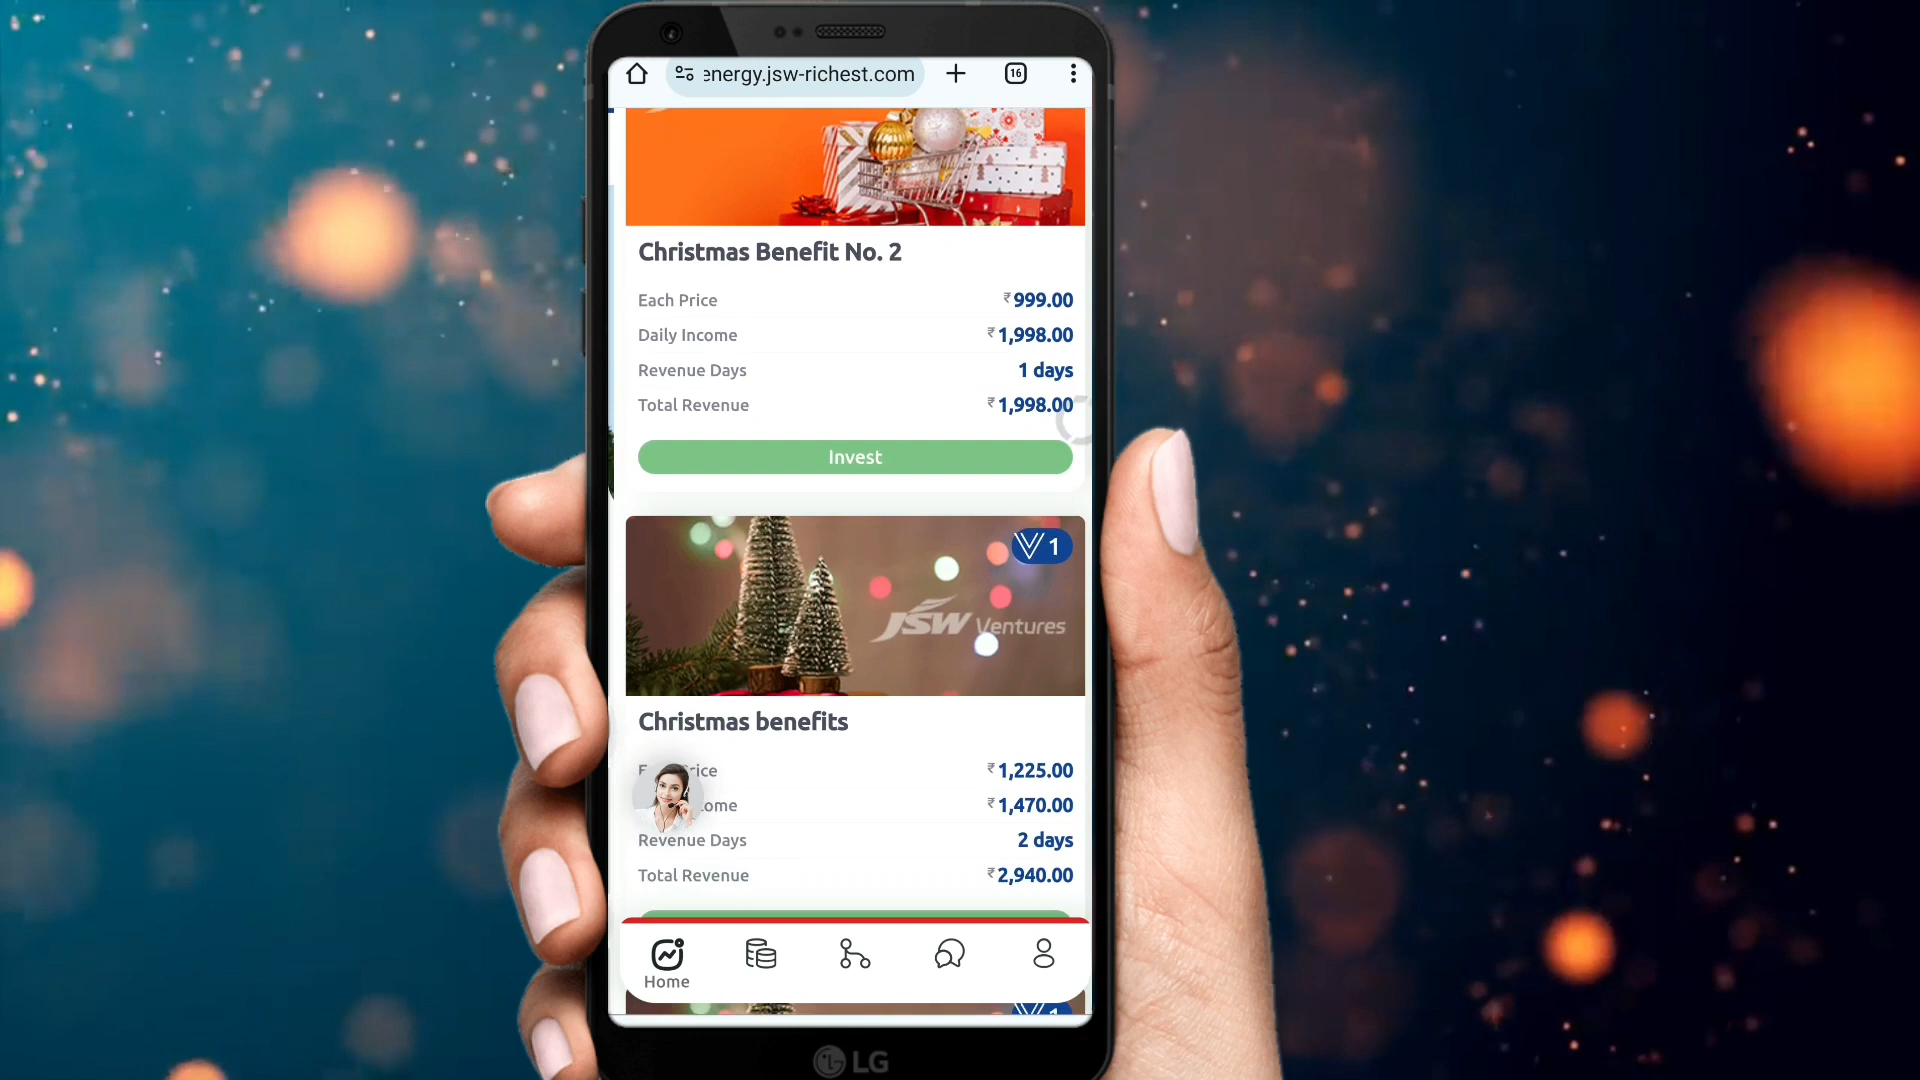 energy.jsw-richest.com
16
Christmas Benefit No. 2
Each Price ₹999.00
Daily Income ₹1,998.00
Revenue Days 1 days
Total Revenue ₹1,998.00
Invest
1
JSW Ventures
Christmas benefits
rice ₹1,225.00
ome ₹1,470.00
Revenue Days 2 days
Total Revenue ₹2,940.00
Home
1
LG